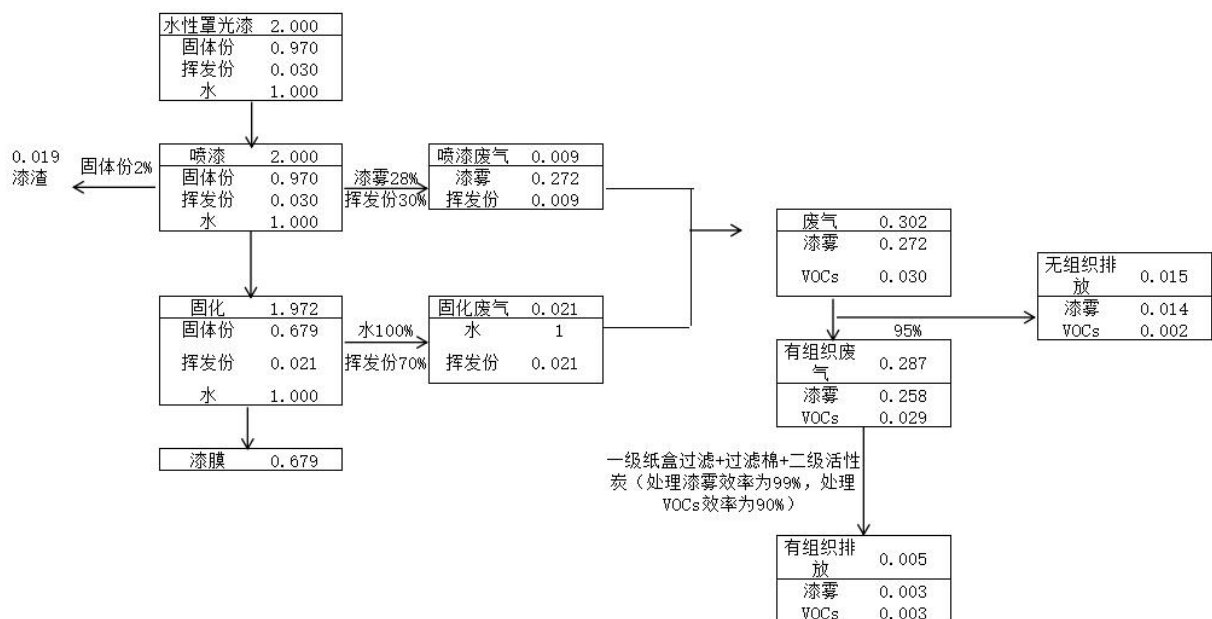 水性罩光漆 2.000
固体份 0.970
挥发份 0.030
水 1.000
0.019
漆渣
固体份2%
喷漆 2.000
固体份 0.970
挥发份 0.030
水 1.000
漆雾28%
挥发份30%
喷漆废气 0.009
漆雾 0.272
挥发份 0.009
固化 1.972
固体份 0.679
挥发份 0.021
水 1.000
水100%
挥发份70%
固化废气 0.021
水 1
挥发份 0.021
漆膜 0.679
废气 0.302
漆雾 0.272
VOCs 0.030
95%
无组织排
放 0.015
漆雾 0.014
VOCs 0.002
有组织废
气 0.287
漆雾 0.258
VOCs 0.029
一级纸盒过滤+过滤棉+二级活性
炭（处理漆雾效率为99%，处理
VOCs效率为90%）
有组织排
放 0.005
漆雾 0.003
VOCs 0.003